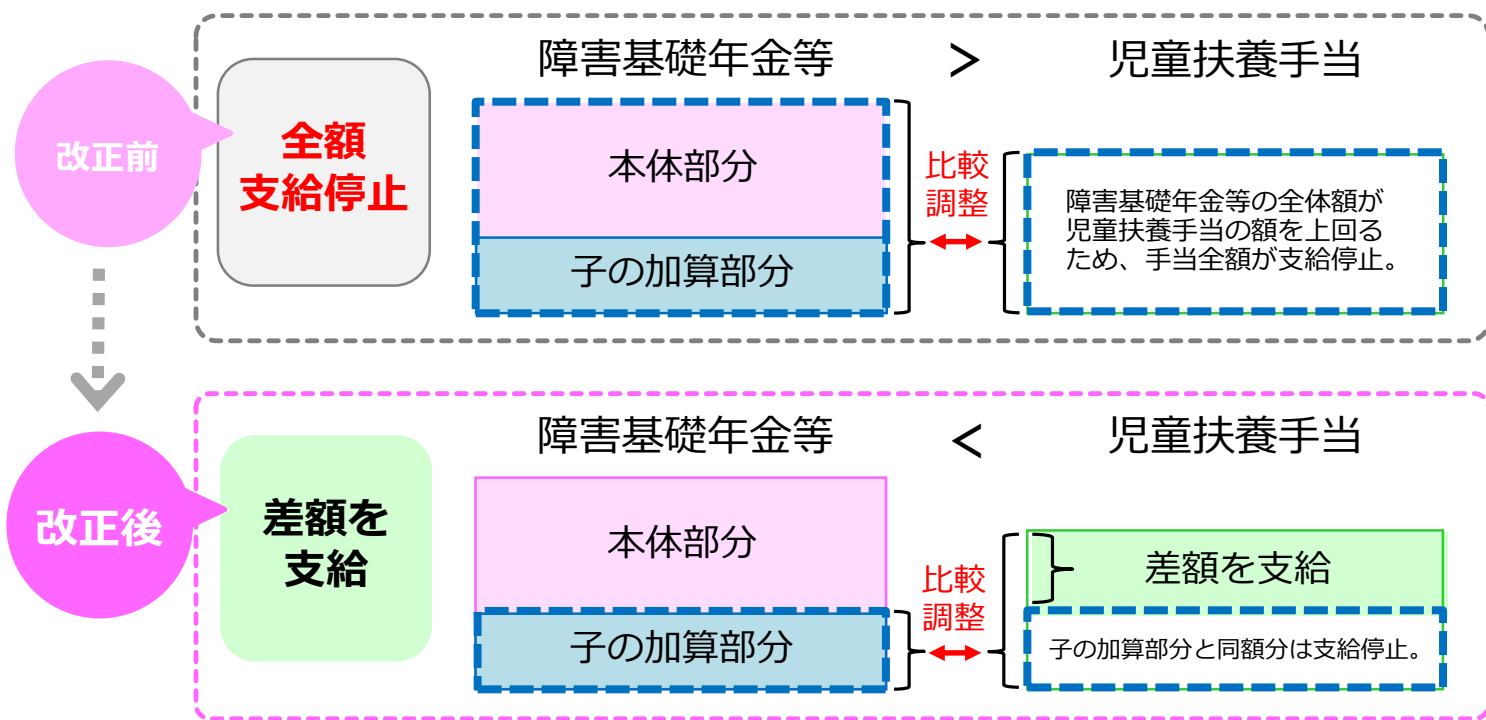 障害基礎年金等 > 児童扶養手当
改正前
全額
支給停止
本体部分
子の加算部分
比較
調整
障害基礎年金等の全体額が
児童扶養手当の額を上回る
ため、手当全額が支給停止。
障害基礎年金等 < 児童扶養手当
改正後
差額を
支給
本体部分
子の加算部分
比較
調整
差額を支給
子の加算部分と同額分は支給停止。